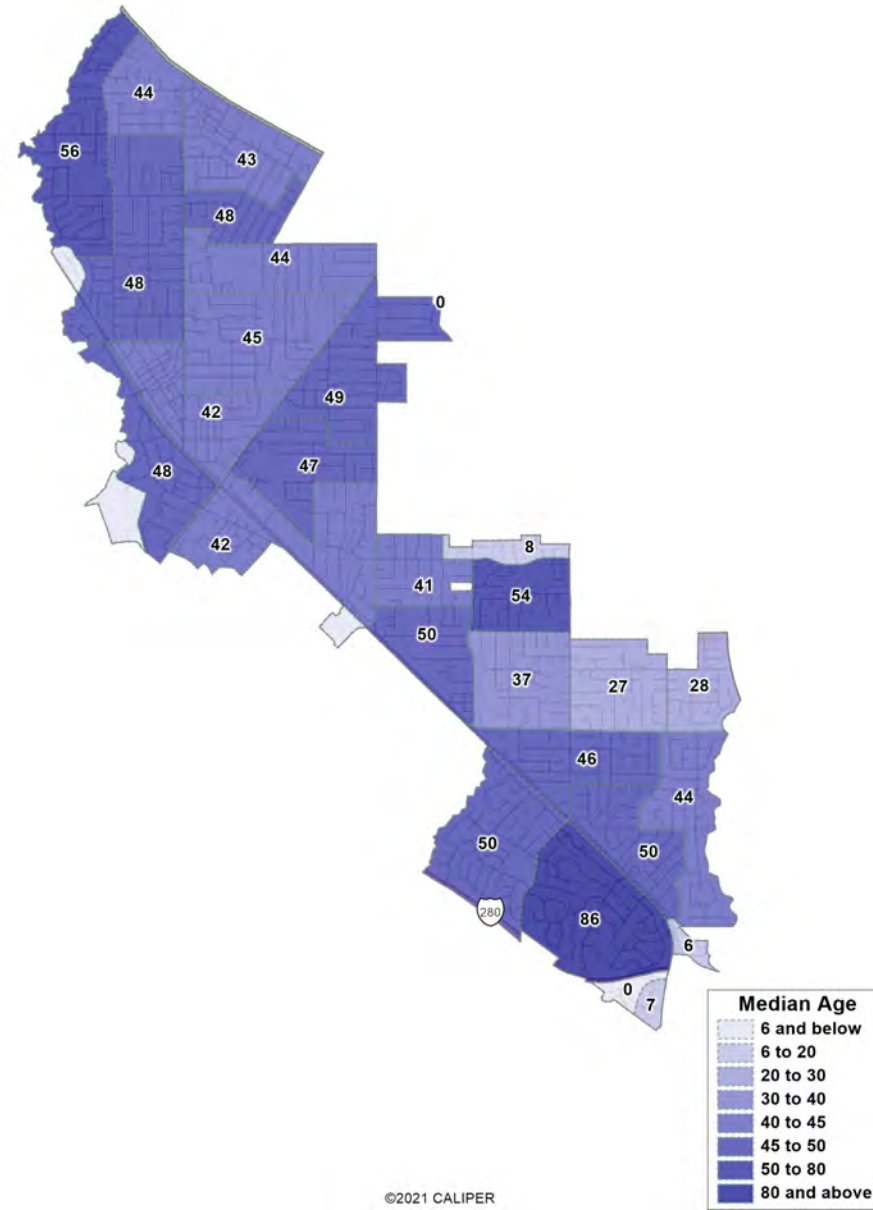 44
56
43
48
44
48
0
45
49
42
47
48
42
8
41
54
50
37
27
28
46
44
50
50
280
86
6
0
7
Median Age
6 and below
6 to 20
20 to 30
30 to 40
40 to 45
45 to 50
50 to 80
80 and above
©2021 CALIPER